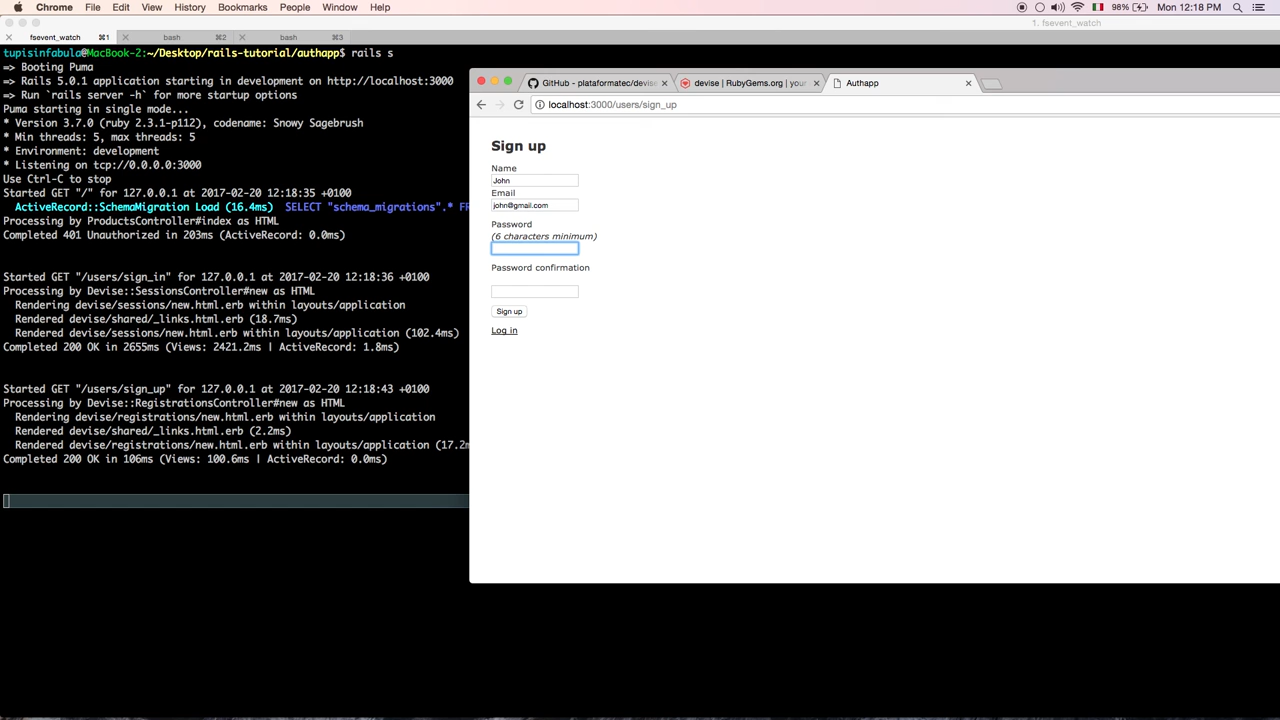 Chrome File Edit View History Bookmarks People Window Help 98% Mon 12:18 PM
1. fsevent_watch
fsevent_watch ⌘1 bash ⌘2 bash ⌘3
tupisinfabula@MacBook-Z:~/Desktop/rails-tutorial/authapp$ rails s
=> Booting Puma
=> Rails 5.0.1 application starting in development on http://localhost:3000
=> Run `rails server -h` for more startup options
Puma starting in single mode...
* Version 3.7.0 (ruby 2.3.1-p112), codename: Snowy Sagebrush
* Min threads: 5, max threads: 5
* Environment: development
* Listening on tcp://0.0.0.0:3000
Use Ctrl-C to stop
Started GET "/" for 127.0.0.1 at 2017-02-20 12:18:35 +0100
ActiveRecord::SchemaMigration Load (16.4ms) SELECT "schema_migrations".* FR
Processing by ProductsController#index as HTML
Completed 401 Unauthorized in 203ms (ActiveRecord: 0.0ms)
Started GET "/users/sign_in" for 127.0.0.1 at 2017-02-20 12:18:36 +0100
Processing by Devise::SessionsController#new as HTML
Rendering devise/sessions/new.html.erb within layouts/application
Rendered devise/shared/_links.html.erb (18.7ms)
Rendered devise/sessions/new.html.erb within layouts/application (102.4ms)
Completed 200 OK in 2655ms (Views: 2421.2ms | ActiveRecord: 1.8ms)
Started GET "/users/sign_up" for 127.0.0.1 at 2017-02-20 12:18:43 +0100
Processing by Devise::RegistrationsController#new as HTML
Rendering devise/registrations/new.html.erb within layouts/application
Rendered devise/shared/_links.html.erb (2.2ms)
Rendered devise/registrations/new.html.erb within layouts/application (17.2m
Completed 200 OK in 106ms (Views: 100.6ms | ActiveRecord: 0.0ms)
GitHub - plataformatec/devise devise | RubyGems.org | your Authapp
localhost:3000/users/sign_up
Sign up
Name
John
Email
john@gmail.com
Password
(6 characters minimum)
Password confirmation
Sign up
Log in